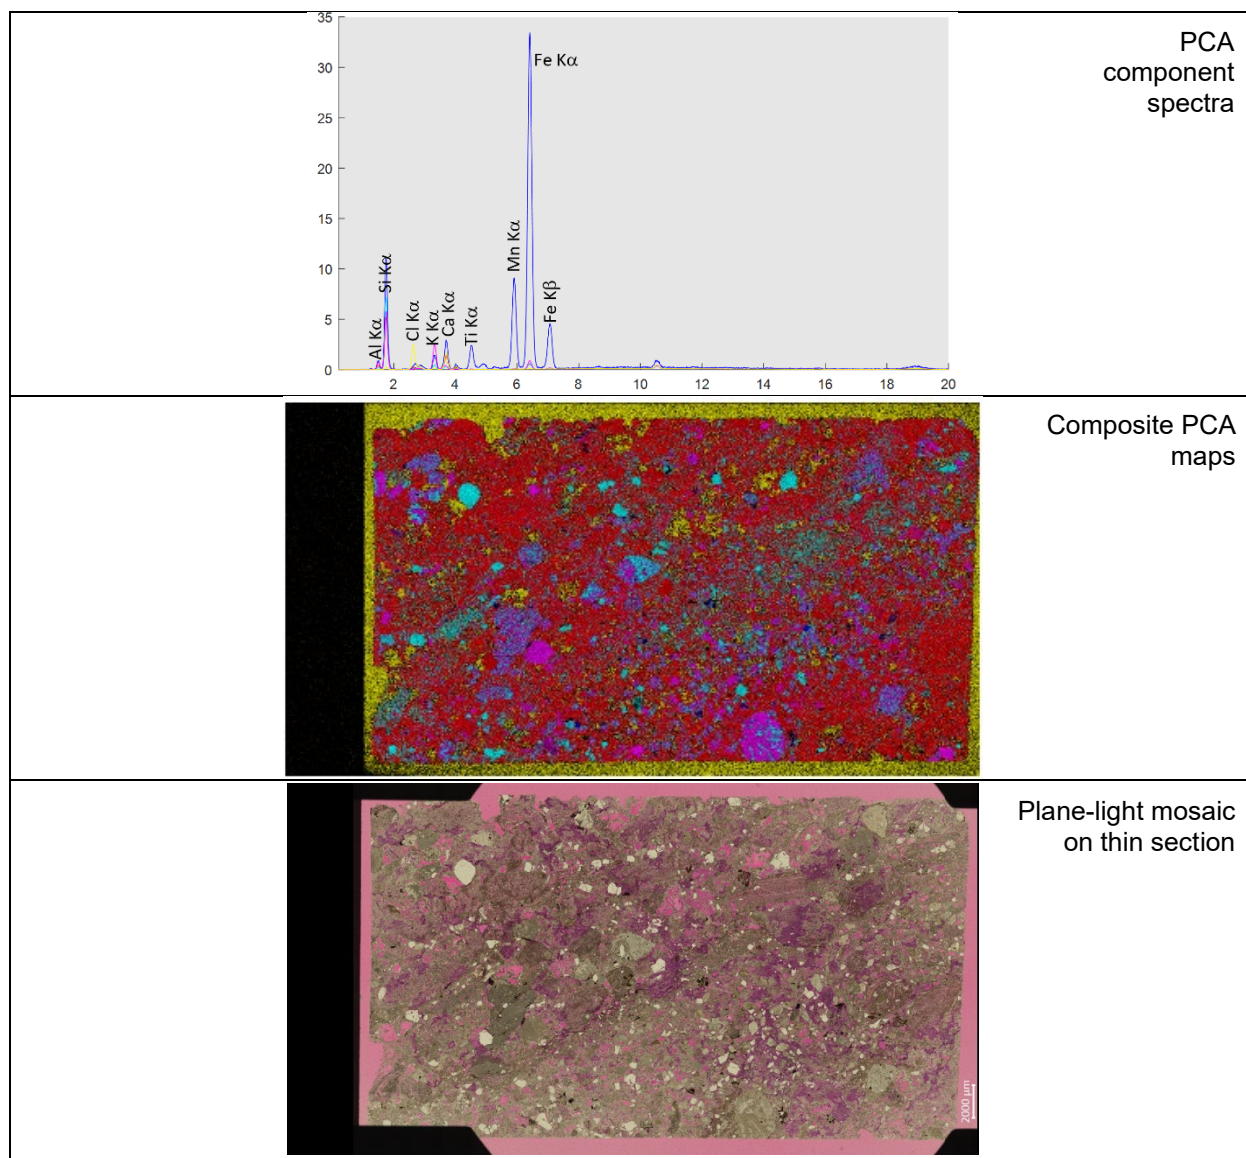 PCA
component
spectra
35
30
25
20
15
10
5
0
Al Kα
Si Kα
Cl Kα
K Kα
Ca Kα
Ti Kα
Mn Kα
Fe Kα
Fe Kβ
2 4 6 8 10 12 14 16 18 20
Composite PCA
maps
Plane-light mosaic
on thin section
2000 µm